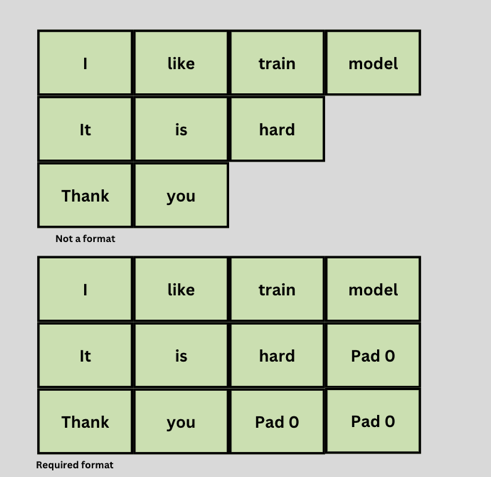 I like train model
It is hard
Thank you
Not a format
I like train model
It is hard Pad 0
Thank you Pad 0 Pad 0
Required format